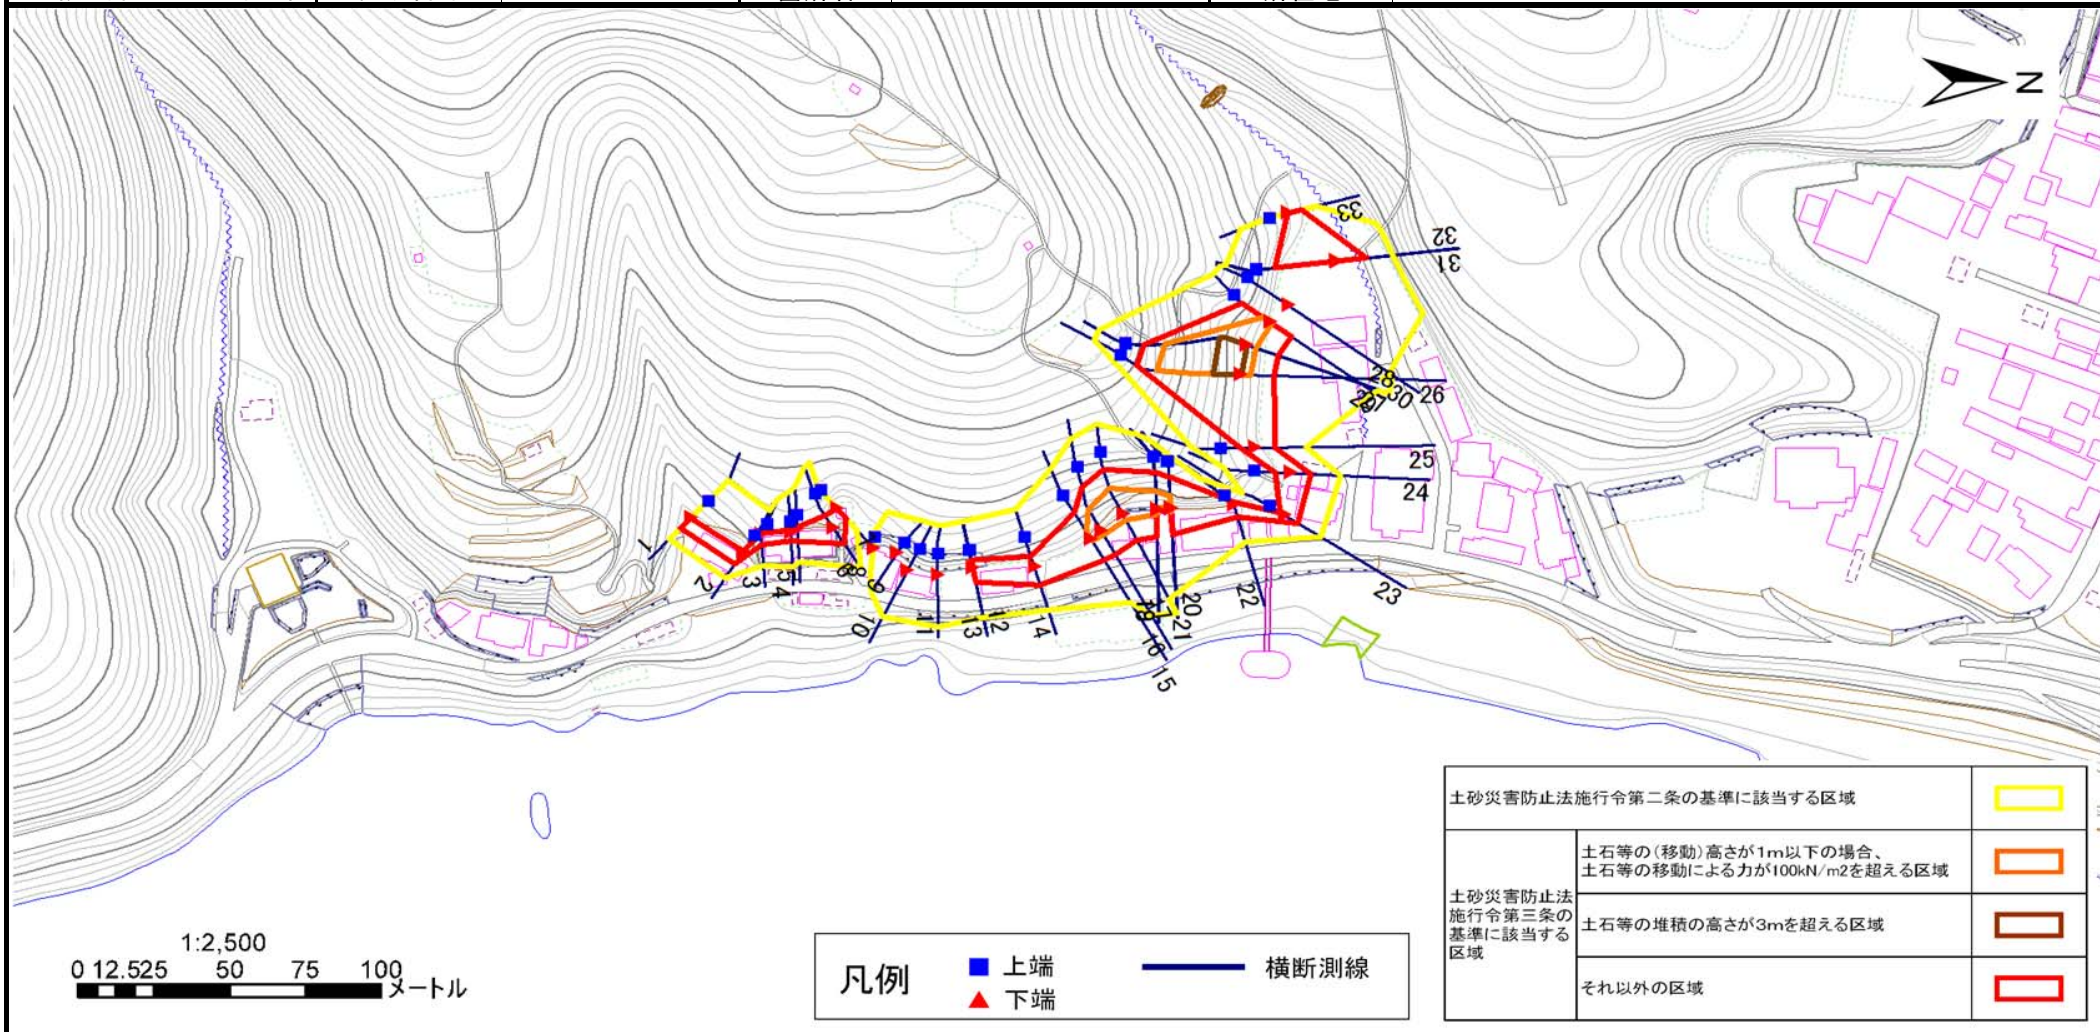 N
33
32
31
28
30
26
25
24
23
22
21
20
16
15
14
12
13
11
10
9
8
5
4
3
2
1
土砂災害防止法施行令第二条の基準に該当する区域
土砂災害防止法
施行令第三条の
基準に該当する
区域
土石等の(移動)高さが1m以下の場合、
土石等の移動による力が100kN/m2を超える区域
土石等の堆積の高さが3mを超える区域
それ以外の区域
1:2,500
0 12.525 50 75 100
メートル
凡例
上端
下端
横断測線